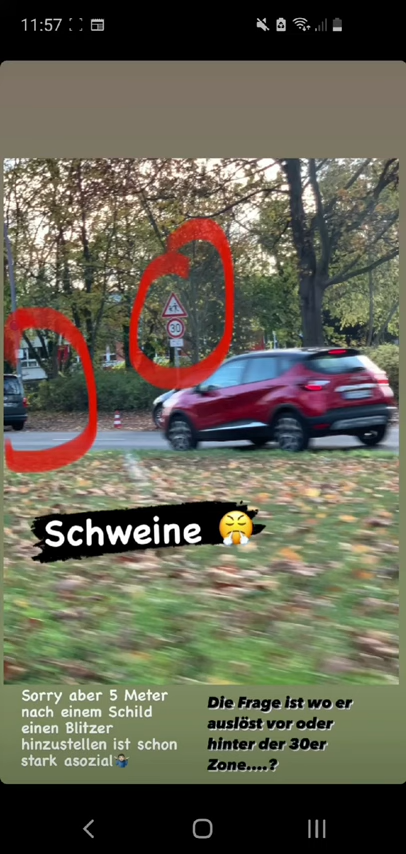 11:57
30
Schweine 😤
Sorry aber 5 Meter
nach einem Schild
einen Blitzer
hinzustellen ist schon
stark asozial🤷🏻‍♂️
Die Frage ist wo er
auslöst vor oder
hinter der 30er
Zone....?